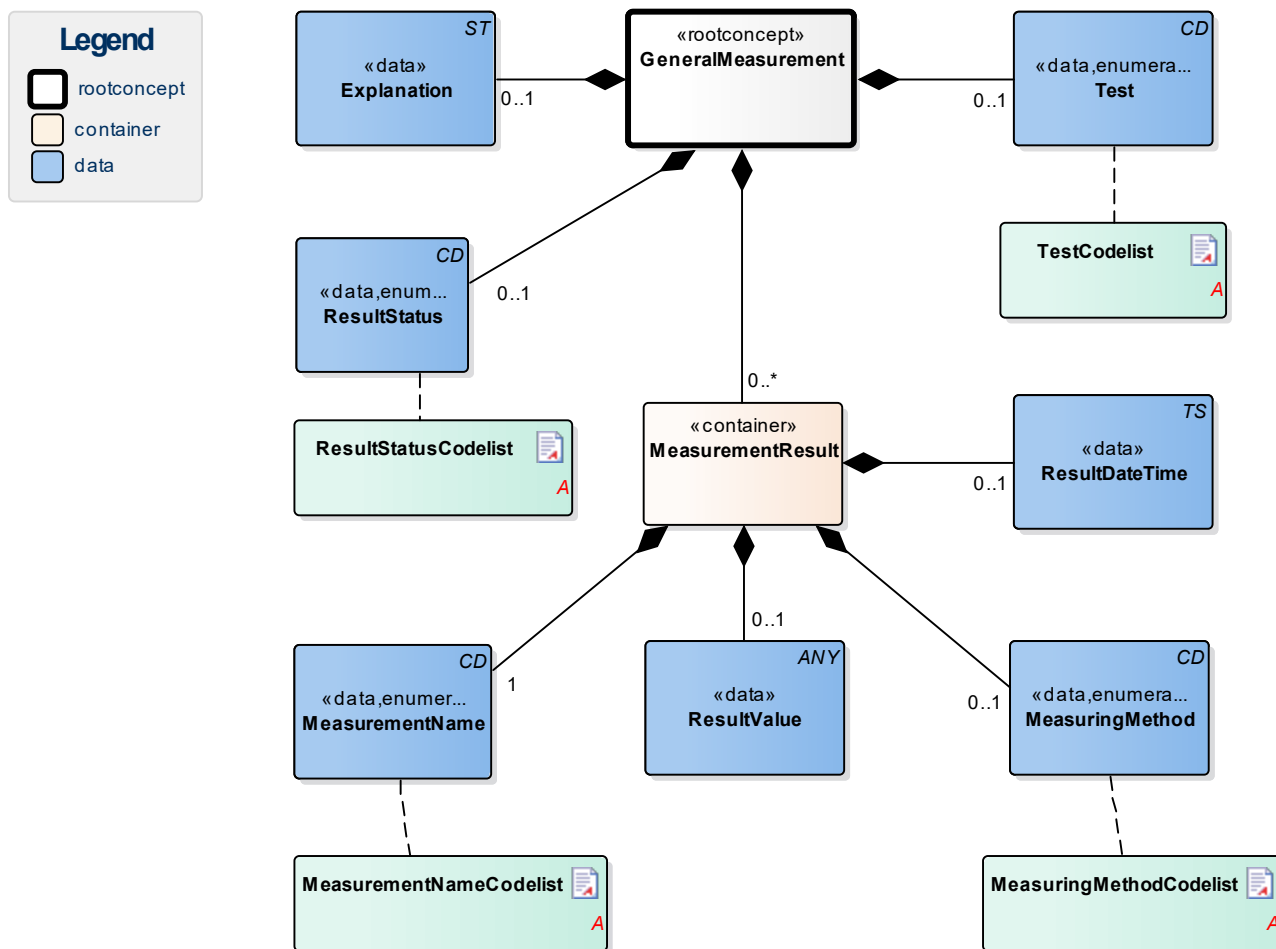 Legend
rootconcept
container
data
ST
«data»
Explanation
0..1
«rootconcept»
GeneralMeasurement
CD
«data,enumera...
Test
0..1
TestCodelist
A
CD
«data,enum...
ResultStatus
0..1
ResultStatusCodelist
A
0..*
«container»
MeasurementResult
TS
«data»
ResultDateTime
0..1
CD
«data,enumer...
MeasurementName
1
0..1
ANY
«data»
ResultValue
CD
«data,enumera...
MeasuringMethod
0..1
MeasurementNameCodelist
A
MeasuringMethodCodelist
A